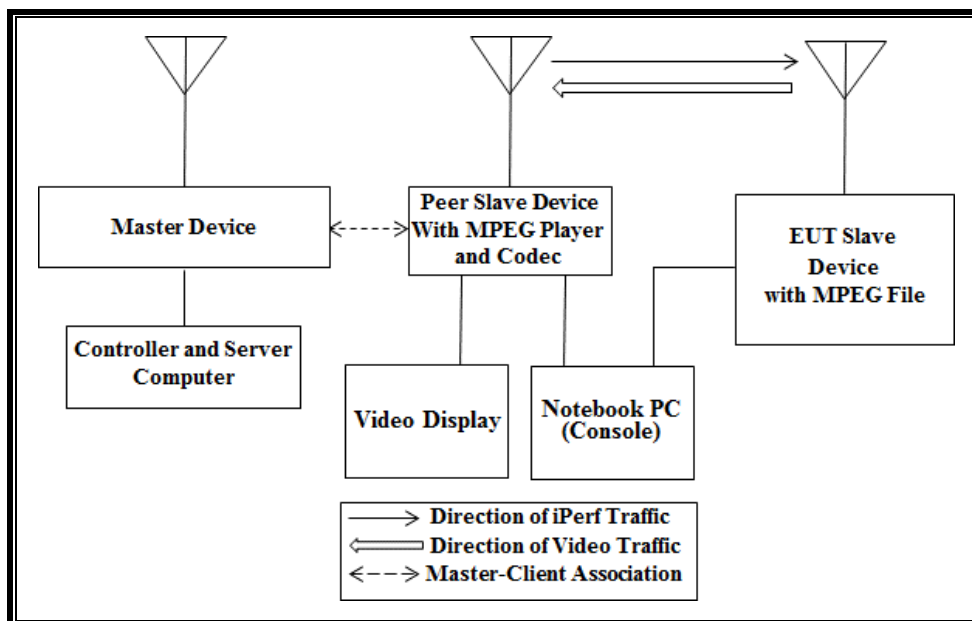 Master Device
Controller and Server
Computer
Peer Slave Device
With MPEG Player
and Codec
Video Display
Notebook PC
(Console)
EUT Slave
Device
with MPEG File
Direction of iPerf Traffic
Direction of Video Traffic
Master-Client Association